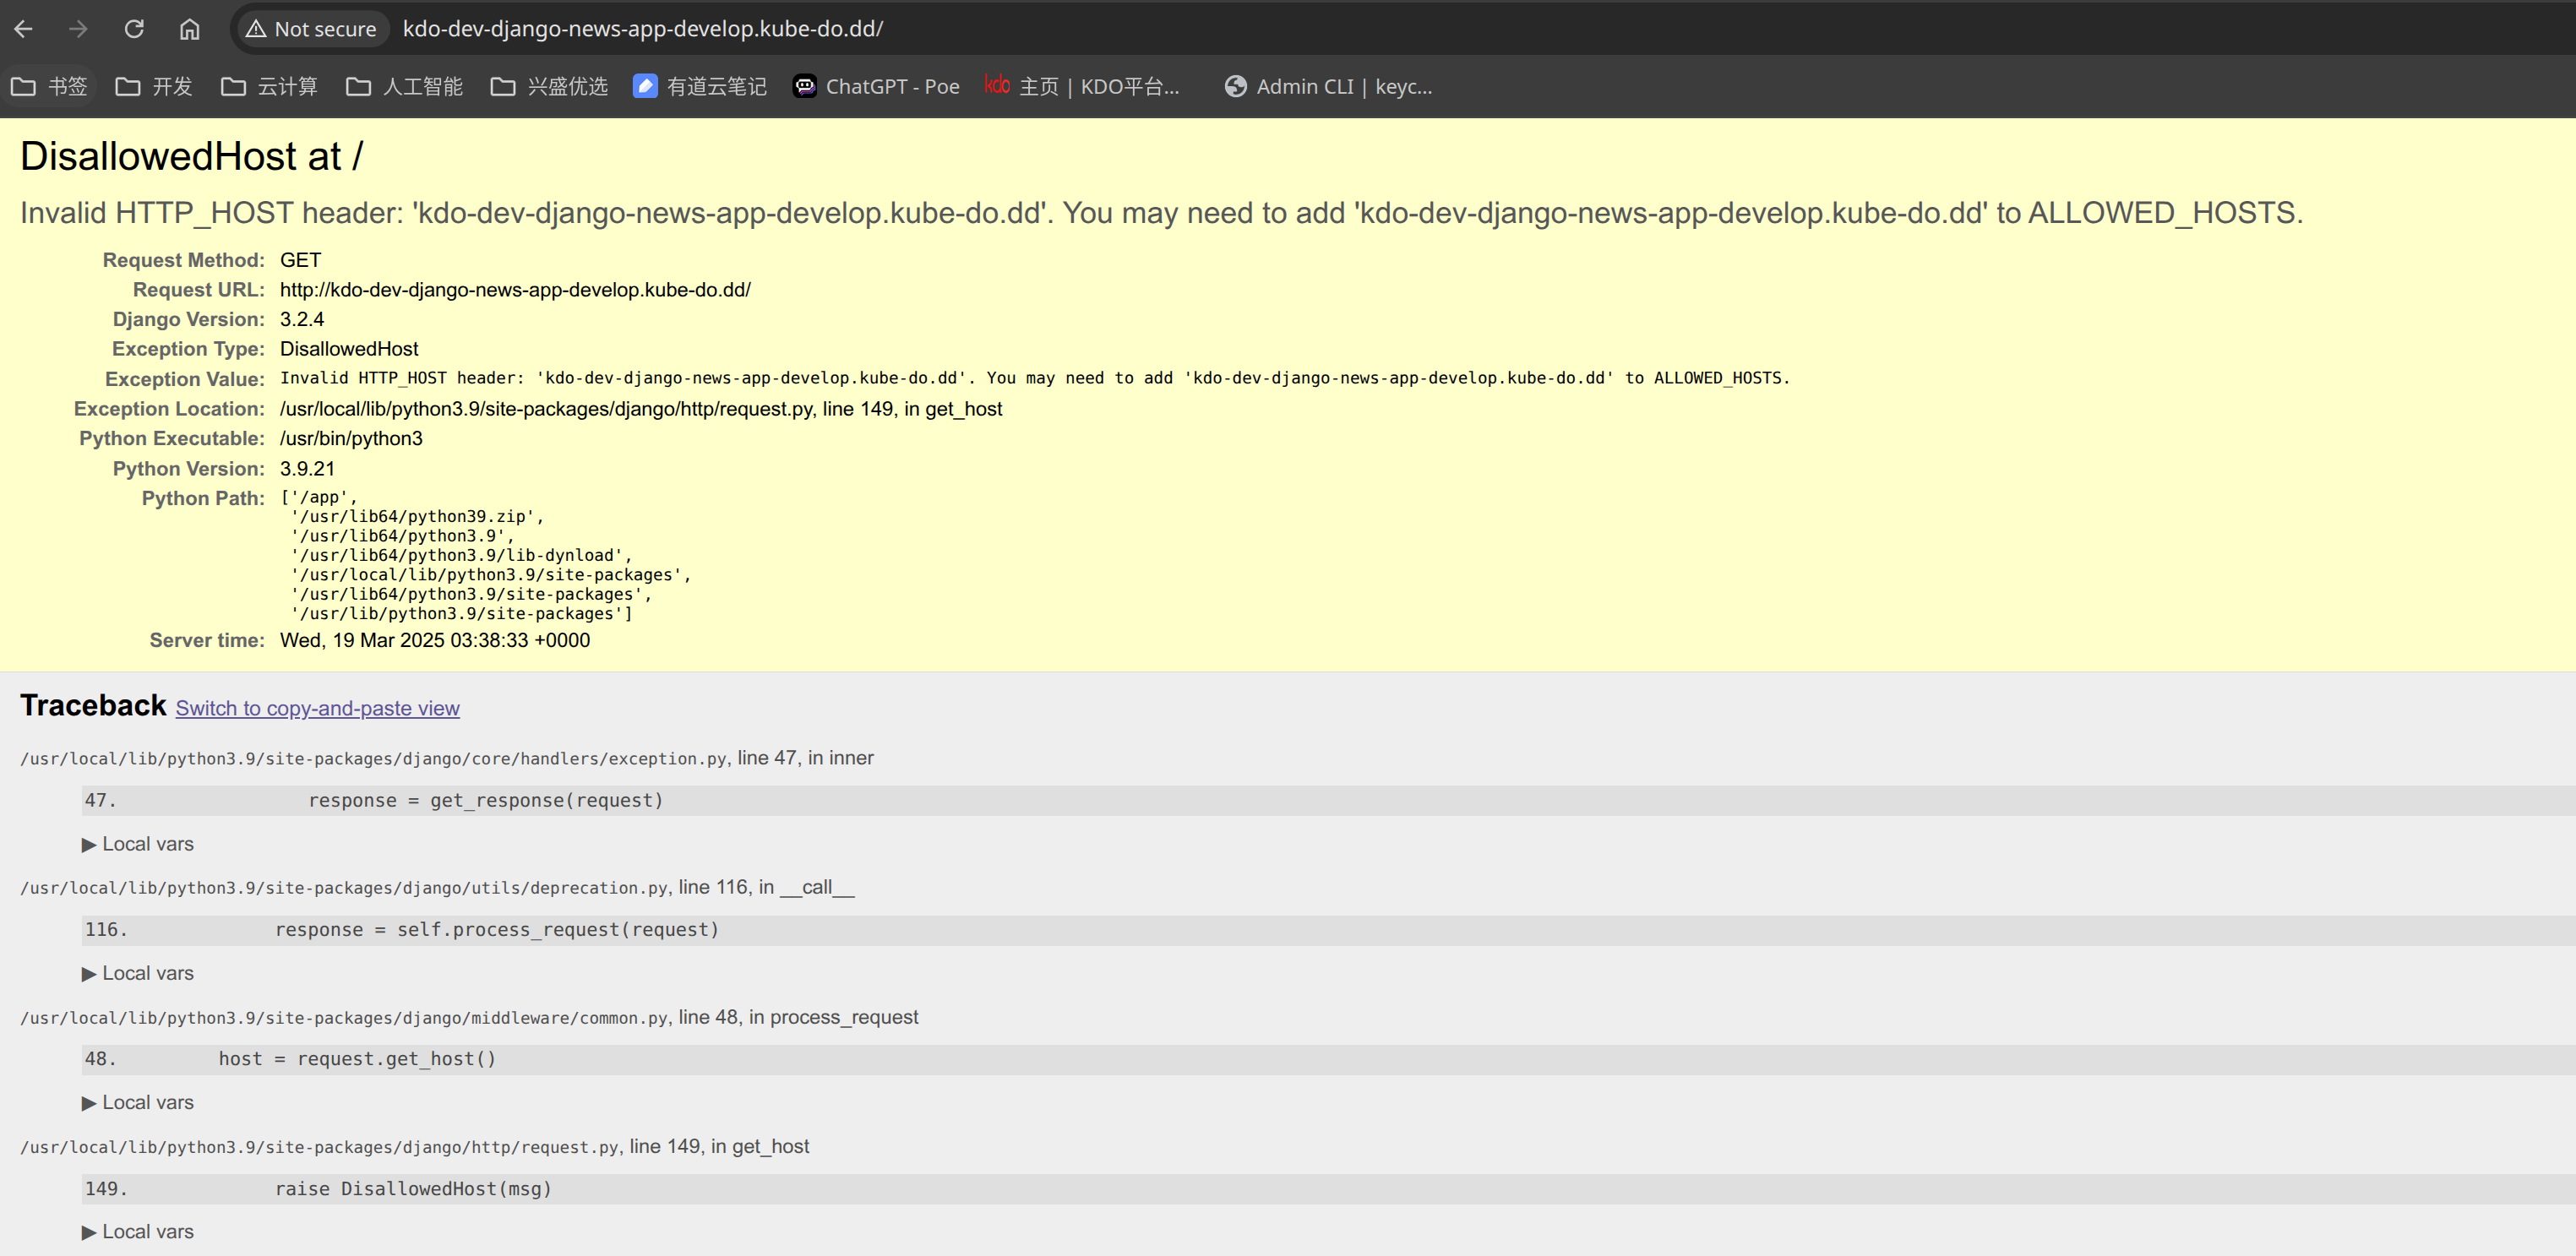 Not secure kdo-dev-django-news-app-develop.kube-do.dd/
书签 开发 云计算 人工智能 兴盛优选 有道云笔记 ChatGPT - Poe kdo 主页 | KDO平台... Admin CLI | keyc...
DisallowedHost at /
Invalid HTTP_HOST header: 'kdo-dev-django-news-app-develop.kube-do.dd'. You may need to add 'kdo-dev-django-news-app-develop.kube-do.dd' to ALLOWED_HOSTS.
Request Method: GET
Request URL: http://kdo-dev-django-news-app-develop.kube-do.dd/
Django Version: 3.2.4
Exception Type: DisallowedHost
Exception Value: Invalid HTTP_HOST header: 'kdo-dev-django-news-app-develop.kube-do.dd'. You may need to add 'kdo-dev-django-news-app-develop.kube-do.dd' to ALLOWED_HOSTS.
Exception Location: /usr/local/lib/python3.9/site-packages/django/http/request.py, line 149, in get_host
Python Executable: /usr/bin/python3
Python Version: 3.9.21
Python Path: ['/app',
'/usr/lib64/python39.zip',
'/usr/lib64/python3.9',
'/usr/lib64/python3.9/lib-dynload',
'/usr/local/lib/python3.9/site-packages',
'/usr/lib64/python3.9/site-packages',
'/usr/lib/python3.9/site-packages']
Server time: Wed, 19 Mar 2025 03:38:33 +0000
Traceback Switch to copy-and-paste view
/usr/local/lib/python3.9/site-packages/django/core/handlers/exception.py, line 47, in inner
47. response = get_response(request)
▶ Local vars
/usr/local/lib/python3.9/site-packages/django/utils/deprecation.py, line 116, in __call__
116. response = self.process_request(request)
▶ Local vars
/usr/local/lib/python3.9/site-packages/django/middleware/common.py, line 48, in process_request
48. host = request.get_host()
▶ Local vars
/usr/local/lib/python3.9/site-packages/django/http/request.py, line 149, in get_host
149. raise DisallowedHost(msg)
▶ Local vars